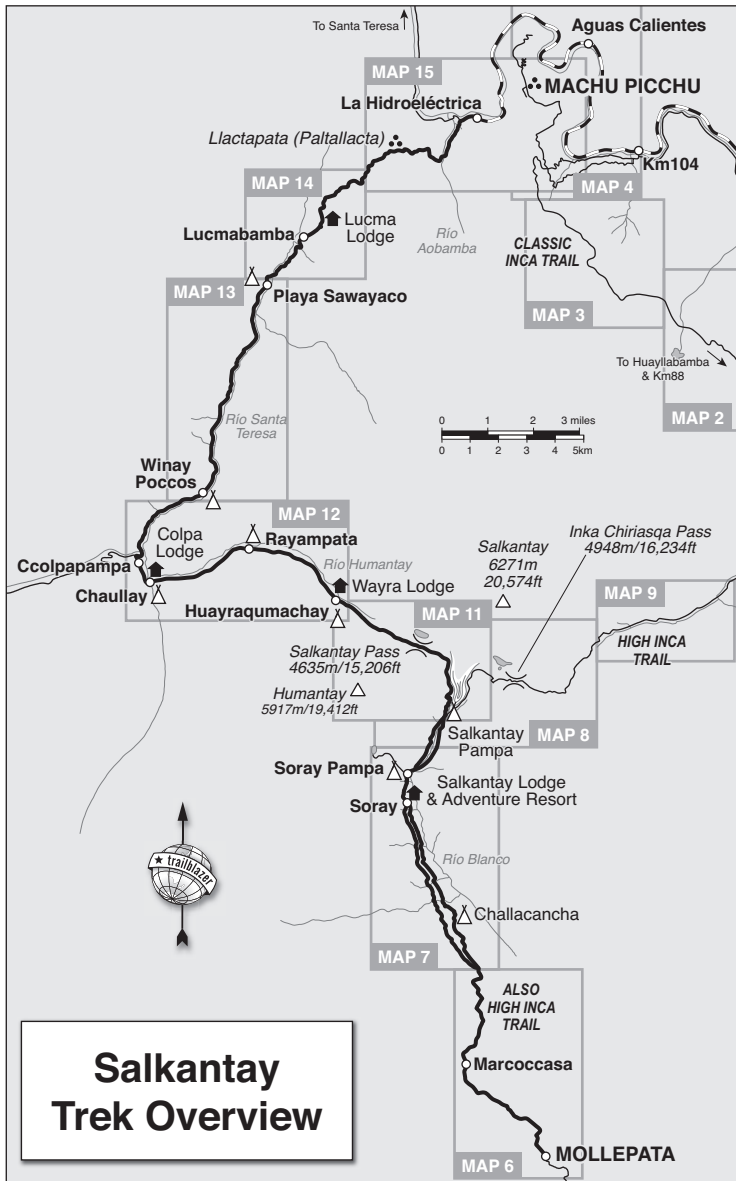 To Santa Teresa
Aguas Calientes
MAP 15
MACHU PICCHU
La Hidroeléctrica
Llactapata (Paltallacta)
Km104
MAP 14
MAP 4
Lucma
Lodge
Lucmabamba
Río
Aobamba
CLASSIC
INCA TRAIL
MAP 13
Playa Sawayaco
MAP 3
To Huayllabamba
& Km88
Río Santa
Teresa
0 1 2 3 miles
0 1 2 3 4 5km
MAP 2
Winay
Poccos
MAP 12
Colpa
Lodge
Rayampata
Inka Chiriasqa Pass
4948m/16,234ft
Salkantay
6271m
20,574ft
Ccolpapampa
Río Humantay
Wayra Lodge
Chaullay
Huayraqumachay
MAP 11
MAP 9
HIGH INCA
TRAIL
Salkantay Pass
4635m/15,206ft
Humantay
5917m/19,412ft
Salkantay
Pampa
MAP 8
Soray Pampa
Salkantay Lodge
& Adventure Resort
Soray
Río Blanco
trailblazer
Challacancha
MAP 7
ALSO
HIGH INCA
TRAIL
Marcoccasa
Salkantay
Trek Overview
MOLLEPATA
MAP 6